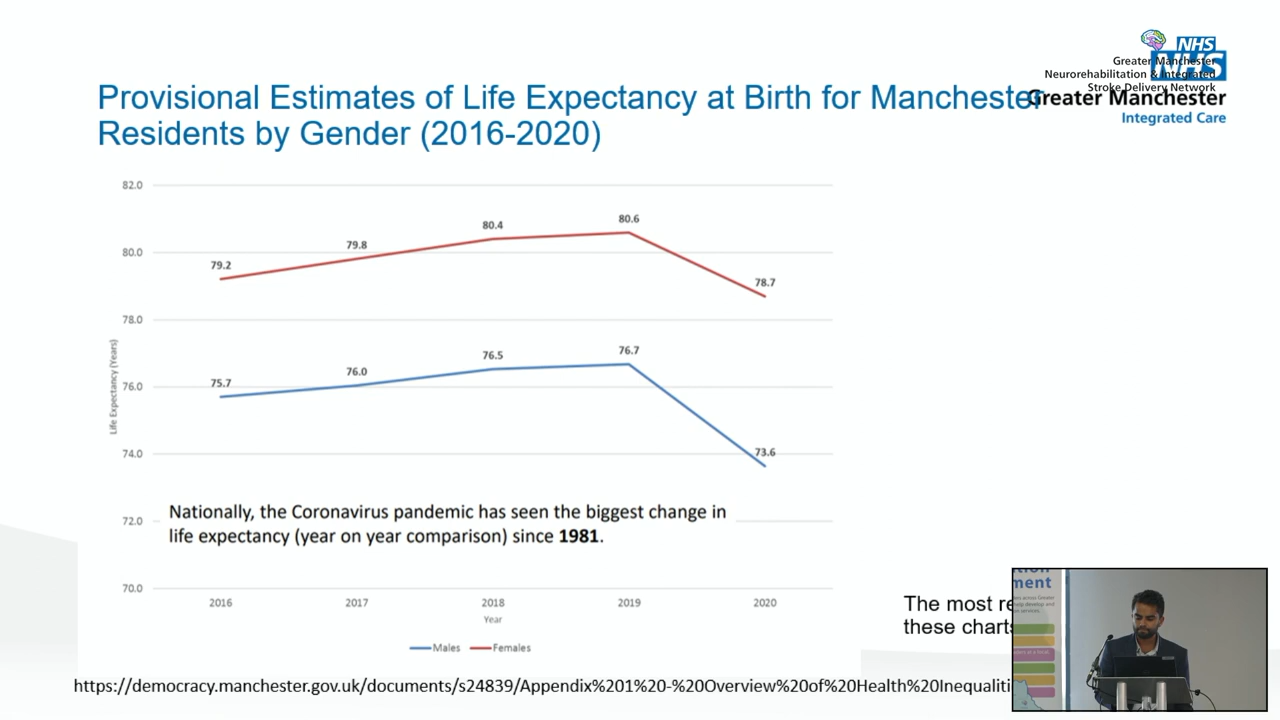 NHS
Greater Manchester
Neurorehabilitation & Integrated
Stroke Delivery Network
NHS
Greater Manchester
Integrated Care
Provisional Estimates of Life Expectancy at Birth for Manchester
Residents by Gender (2016-2020)
82.0
80.0
78.0
76.0
74.0
72.0
70.0
Life Expectancy (Years)
79.2
79.8
80.4
80.6
78.7
75.7
76.0
76.5
76.7
73.6
Nationally, the Coronavirus pandemic has seen the biggest change in
life expectancy (year on year comparison) since 1981.
2016
2017
2018
2019
2020
Year
Males
Females
The most
these charts
https://democracy.manchester.gov.uk/documents/s24839/Appendix%201%20-%20Overview%20of%20Health%20Inequaliti
ment